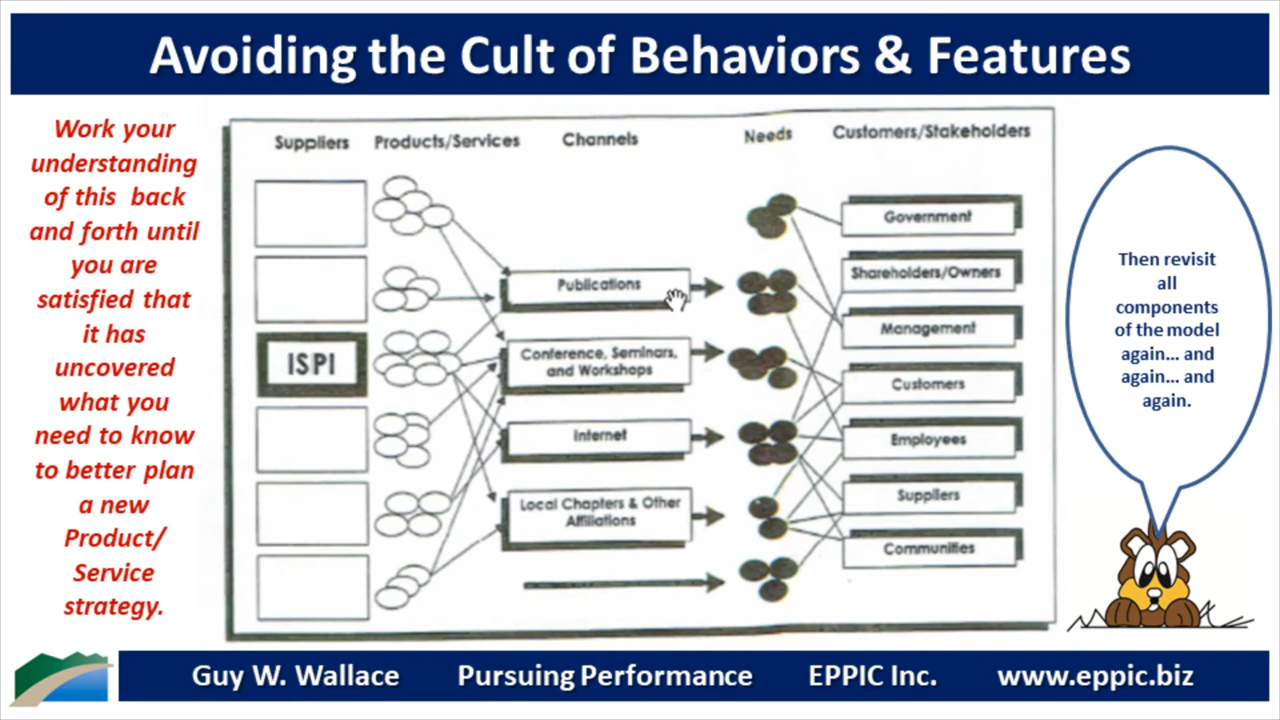 Avoiding the Cult of Behaviors & Features
Work your
understanding
of this back
and forth until
you are
satisfied that
it has
uncovered
what you
need to know
to better plan
a new
Product/
Service
strategy.
Suppliers
Products/Services
Channels
Needs
Customers/Stakeholders
ISPI
Publications
Conference, Seminars,
and Workshops
Internet
Local Chapters & Other
Affiliations
Government
Shareholders/Owners
Management
Customers
Employees
Suppliers
Communities
Then revisit
all
components
of the model
again... and
again... and
again.
Guy W. Wallace
Pursuing Performance
EPPIC Inc.
www.eppic.biz